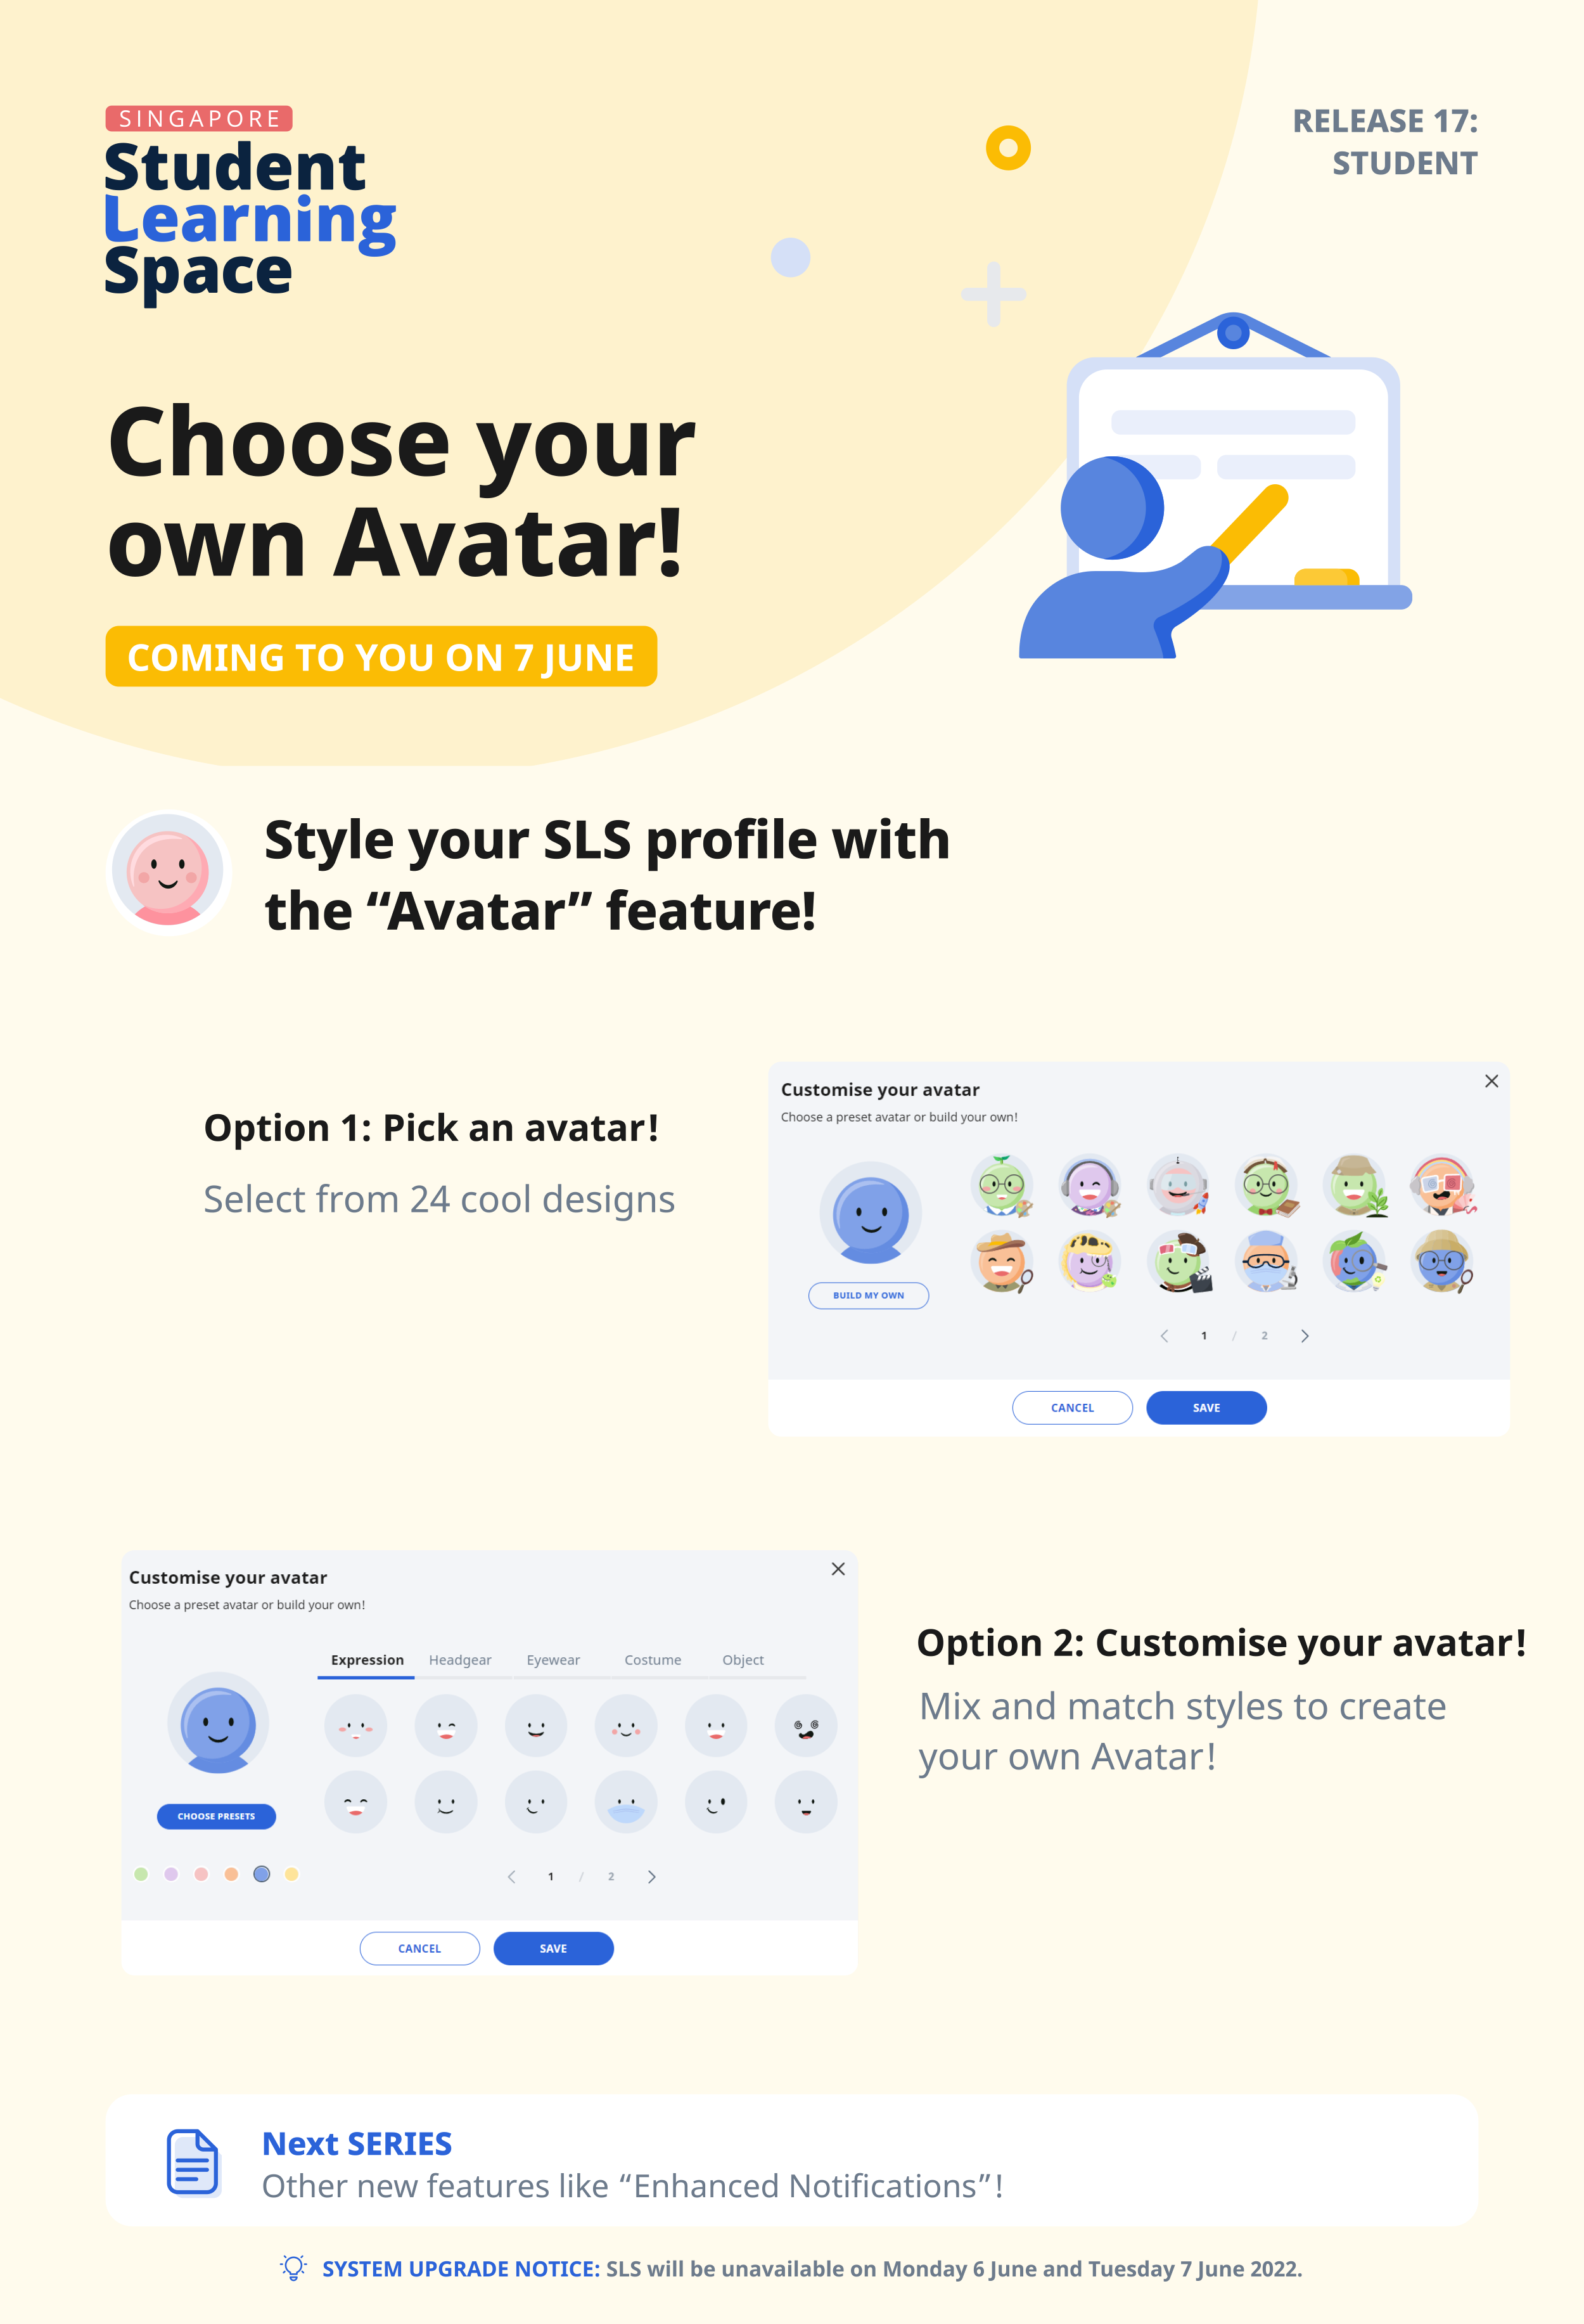 SINGAPORE
Student
Learning
Space
RELEASE 17:
STUDENT
Choose your
own Avatar!
COMING TO YOU ON 7 JUNE
Style your SLS profile with
the “Avatar” feature!
Option 1: Pick an avatar!
Select from 24 cool designs
Customise your avatar
Choose a preset avatar or build your own!
BUILD MY OWN
1 / 2
CANCEL SAVE
Customise your avatar
Choose a preset avatar or build your own!
Expression Headgear Eyewear Costume Object
CHOOSE PRESETS
1 / 2
CANCEL SAVE
Option 2: Customise your avatar!
Mix and match styles to create
your own Avatar!
Next SERIES
Other new features like “Enhanced Notifications”!
SYSTEM UPGRADE NOTICE: SLS will be unavailable on Monday 6 June and Tuesday 7 June 2022.